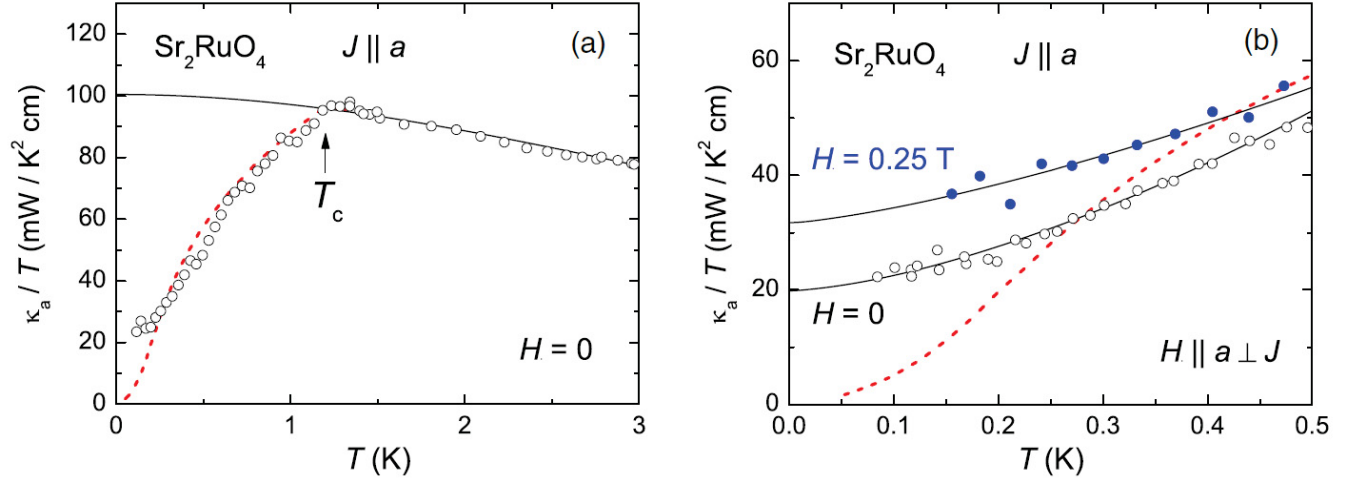 120
100
80
60
40
20
0
κa / T (mW / K² cm)
Sr₂RuO₄
J || a
(a)
Tc
H = 0
0
1
2
3
T (K)
60
40
20
0
κa / T (mW / K² cm)
Sr₂RuO₄
J || a
(b)
H = 0.25 T
H = 0
H || a ⊥ J
0.0
0.1
0.2
0.3
0.4
0.5
T (K)